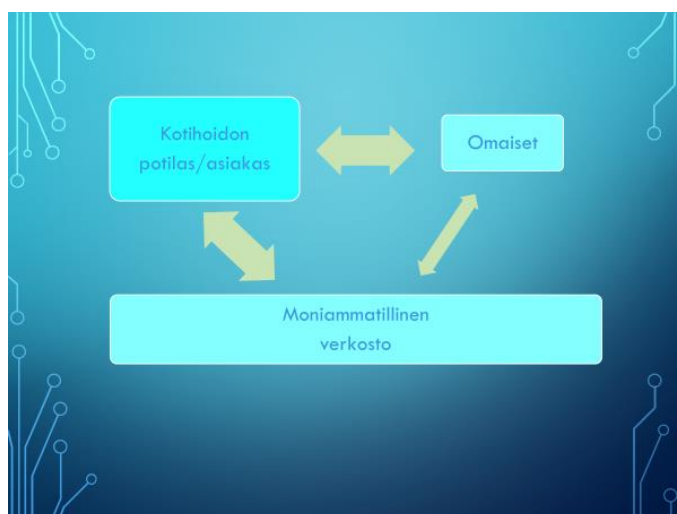 Kotihoidon
potilas/asiakas
Omaiset
Moniammatillinen
verkosto